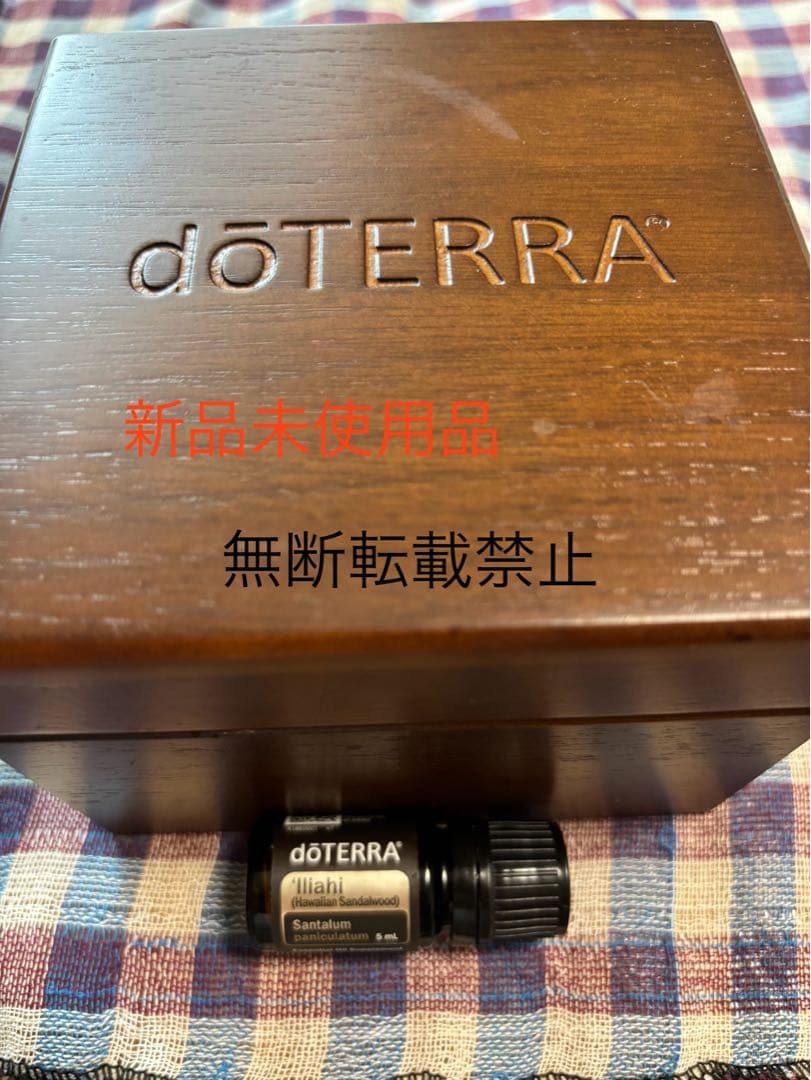 dōTERRA®
新品未使用品
無断転載禁止
dōTERRA®
'Iliahi
(Hawaiian Sandalwood)
Santalum
paniculatum 5 mL